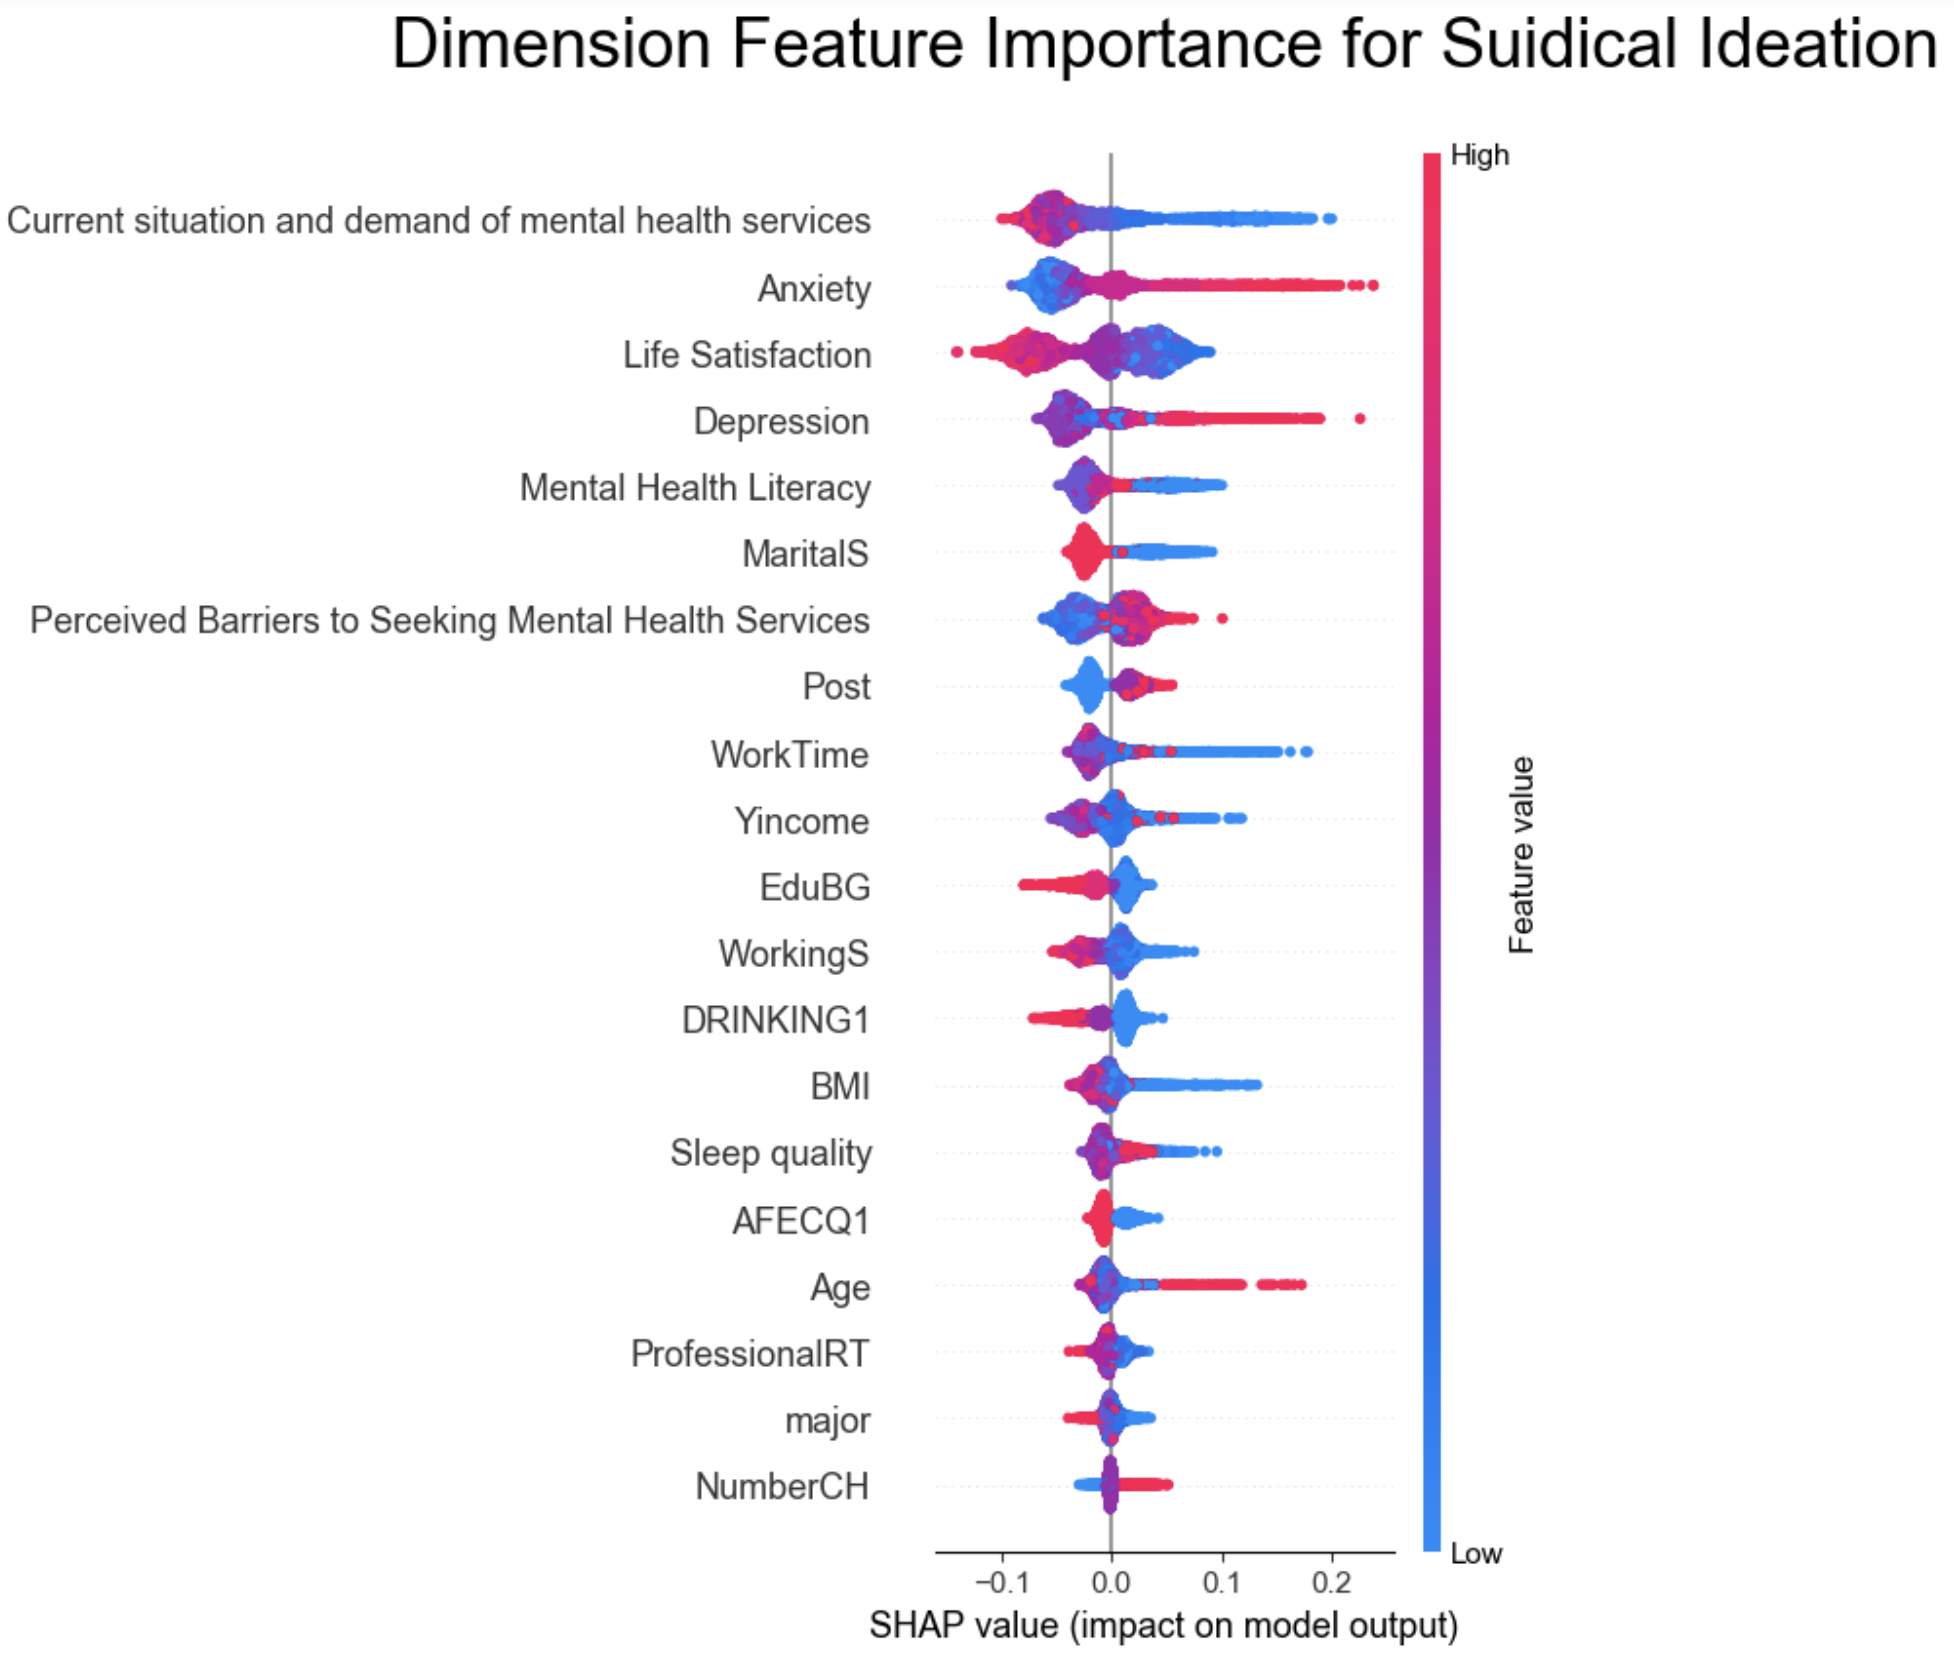 Dimension Feature Importance for Suidical Ideation
High
Current situation and demand of mental health services
Anxiety
Life Satisfaction
Depression
Mental Health Literacy
MaritalS
Perceived Barriers to Seeking Mental Health Services
Post
WorkTime
Yincome
EduBG
WorkingS
DRINKING1
BMI
Sleep quality
AFECQ1
Age
ProfessionalRT
major
NumberCH
Feature value
Low
−0.1 0.0 0.1 0.2
SHAP value (impact on model output)